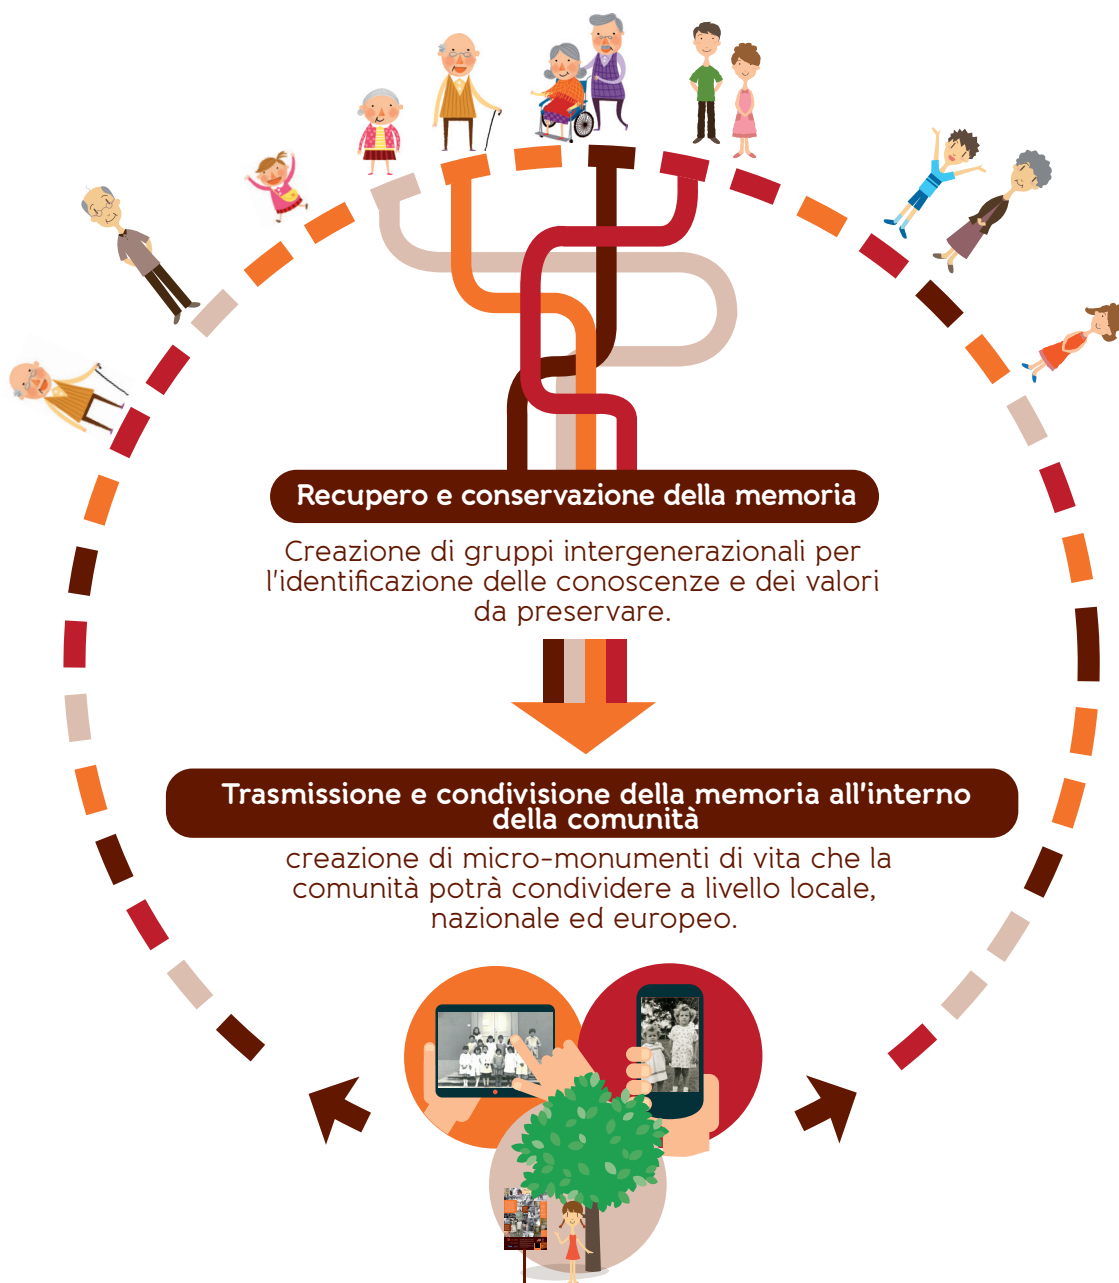 Recupero e conservazione della memoria
Creazione di gruppi intergenerazionali per
l'identificazione delle conoscenze e dei valori
da preservare.
Trasmissione e condivisione della memoria all'interno
della comunità
creazione di micro-monumenti di vita che la
comunità potrà condividere a livello locale,
nazionale ed europeo.